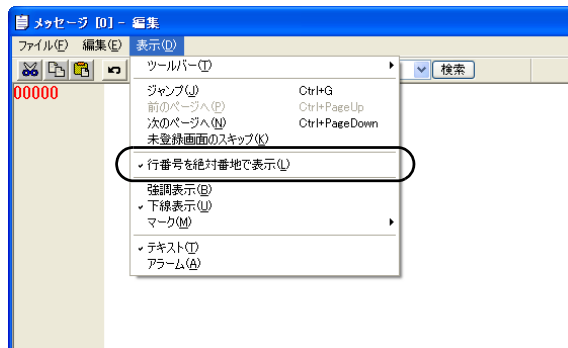 メッセージ [0] - 編集
ファイル(F) 編集(E) 表示(D)
検索
00000
ツールバー(T)
ジャンプ(J) Ctrl+G
前のページへ(P) Ctrl+PageUp
次のページへ(N) Ctrl+PageDown
未登録画面のスキップ(K)
行番号を絶対番地で表示(L)
強調表示(B)
下線表示(U)
マーク(M)
テキスト(T)
アラーム(A)